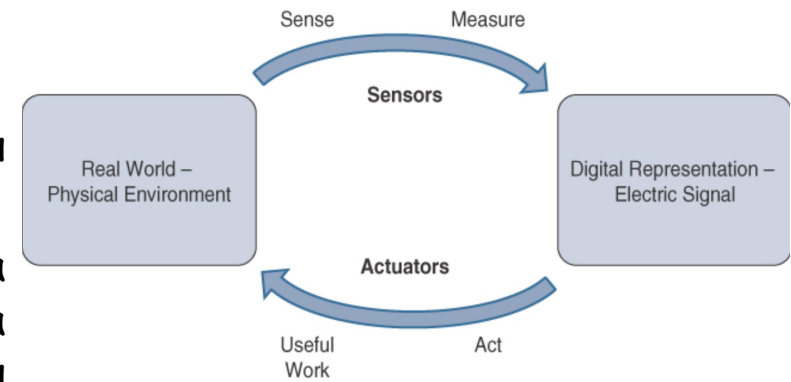 Sense
Measure
Sensors
Real World –
Physical Environment
Digital Representation –
Electric Signal
Actuators
Useful
Work
Act